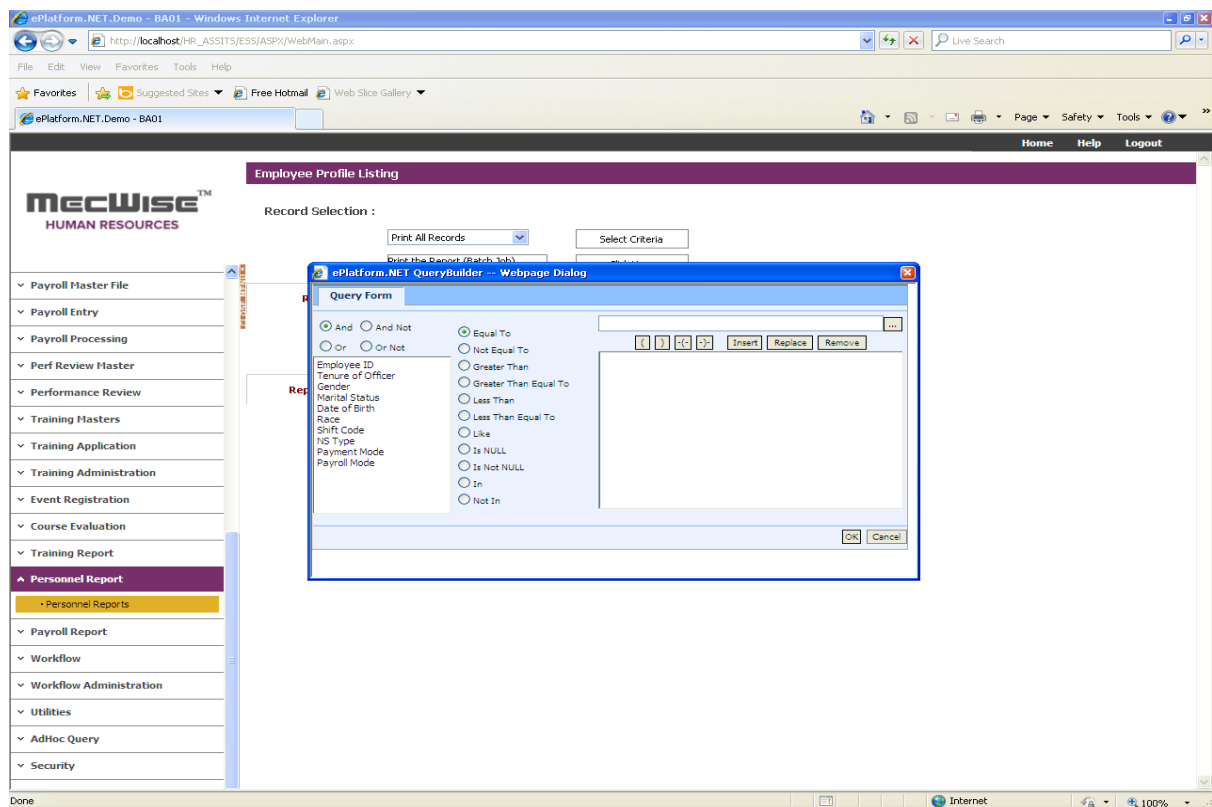 ePlatform.NET.Demo - BA01 - Windows Internet Explorer
http://localhost/HR_ASSITS/ESS/ASPX/WebMain.aspx
Live Search
File Edit View Favorites Tools Help
Favorites Suggested Sites Free Hotmail Web Slice Gallery
ePlatform.NET.Demo - BA01
Page Safety Tools
Home Help Logout
MECWISE™
HUMAN RESOURCES
Payroll Master File
Payroll Entry
Payroll Processing
Perf Review Master
Performance Review
Training Masters
Training Application
Training Administration
Event Registration
Course Evaluation
Training Report
Personnel Report
• Personnel Reports
Payroll Report
Workflow
Workflow Administration
Utilities
AdHoc Query
Security
Employee Profile Listing
Record Selection :
Print All Records
Select Criteria
Print the Report (Batch Job)
Rep
ePlatform.NET QueryBuilder -- Webpage Dialog
Query Form
And And Not
Or Or Not
Employee ID
Tenure of Officer
Gender
Marital Status
Date of Birth
Race
Shift Code
NS Type
Payment Mode
Payroll Mode
Equal To
Not Equal To
Greater Than
Greater Than Equal To
Less Than
Less Than Equal To
Like
Is NULL
Is Not NULL
In
Not In
...
( ) -(- -)- Insert Replace Remove
OK Cancel
Done
Internet
100%